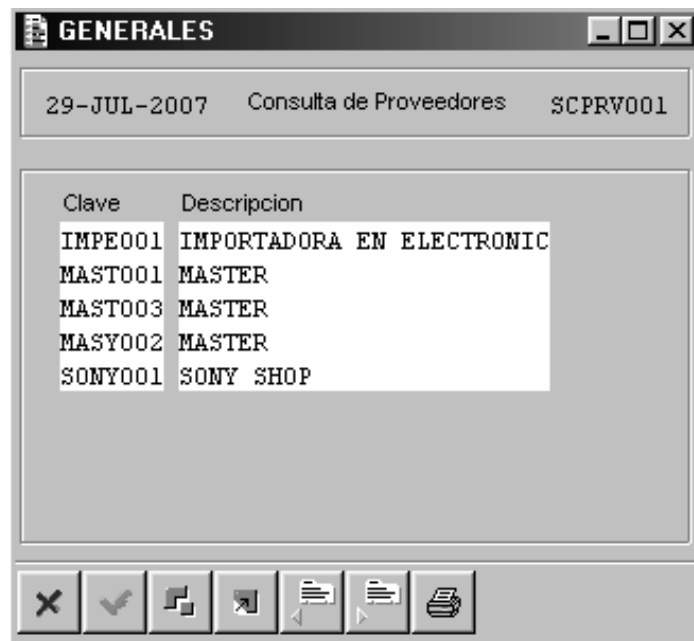 GENERALES
29-JUL-2007 Consulta de Proveedores SCPRV001
Clave Descripcion
IMPE001 IMPORTADORA EN ELECTRONIC
MAST001 MASTER
MAST003 MASTER
MASY002 MASTER
SONY001 SONY SHOP